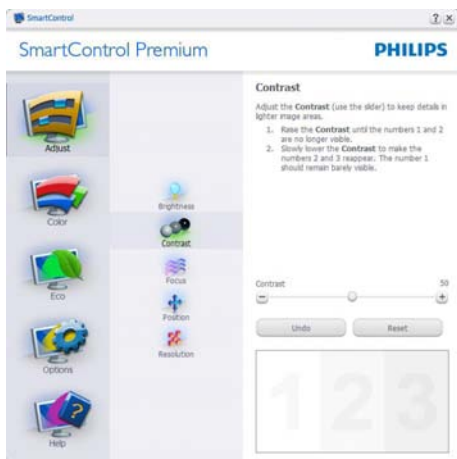 SmartControl
SmartControl Premium
PHILIPS
Adjust
Color
Eco
Options
Help
Brightness
Contrast
Focus
Position
Resolution
Contrast
Adjust the Contrast (use the slider) to keep details in
lighter image areas.
1. Raise the Contrast until the numbers 1 and 2
are no longer visible.
2. Slowly lower the Contrast to make the
numbers 2 and 3 reappear. The number 1
should remain barely visible.
Contrast 50
Undo Reset
1 2 3